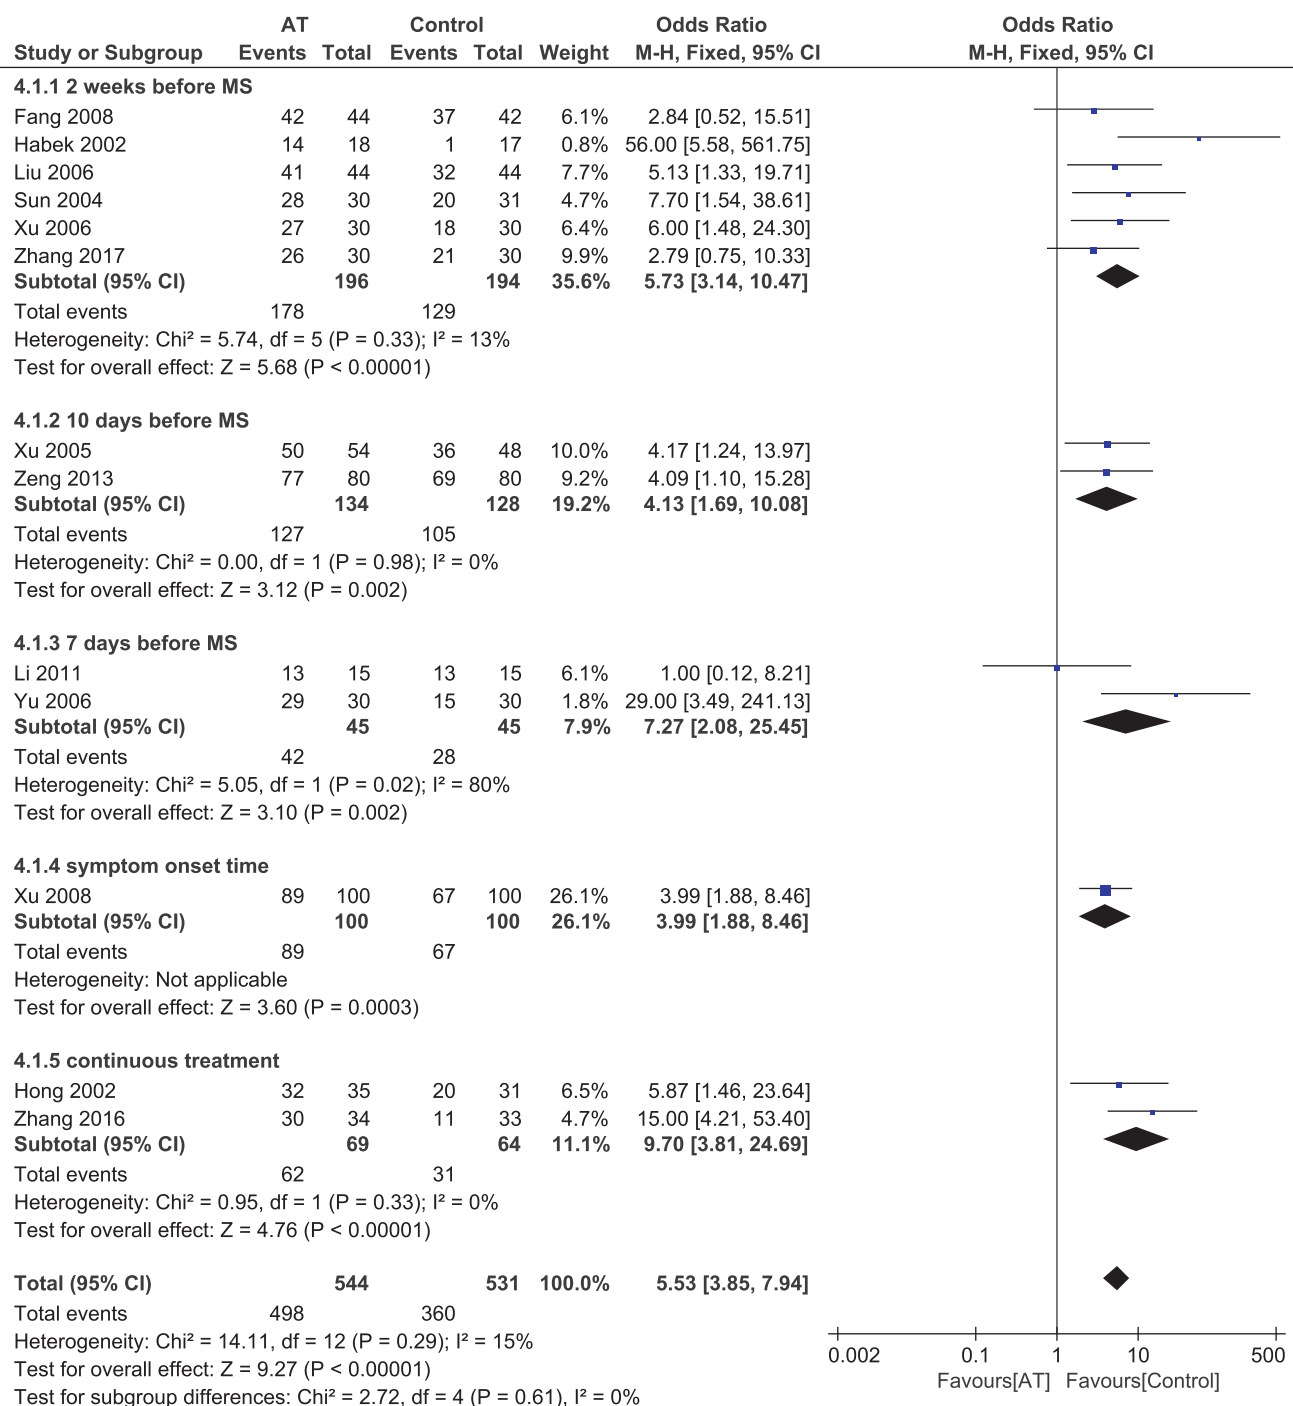 AT Control Odds Ratio Odds Ratio
Study or Subgroup Events Total Events Total Weight M-H, Fixed, 95% CI M-H, Fixed, 95% CI
4.1.1 2 weeks before MS
Fang 2008 42 44 37 42 6.1% 2.84 [0.52, 15.51]
Habek 2002 14 18 1 17 0.8% 56.00 [5.58, 561.75]
Liu 2006 41 44 32 44 7.7% 5.13 [1.33, 19.71]
Sun 2004 28 30 20 31 4.7% 7.70 [1.54, 38.61]
Xu 2006 27 30 18 30 6.4% 6.00 [1.48, 24.30]
Zhang 2017 26 30 21 30 9.9% 2.79 [0.75, 10.33]
Subtotal (95% CI) 196 194 35.6% 5.73 [3.14, 10.47]
Total events 178 129
Heterogeneity: Chi² = 5.74, df = 5 (P = 0.33); I² = 13%
Test for overall effect: Z = 5.68 (P < 0.00001)
4.1.2 10 days before MS
Xu 2005 50 54 36 48 10.0% 4.17 [1.24, 13.97]
Zeng 2013 77 80 69 80 9.2% 4.09 [1.10, 15.28]
Subtotal (95% CI) 134 128 19.2% 4.13 [1.69, 10.08]
Total events 127 105
Heterogeneity: Chi² = 0.00, df = 1 (P = 0.98); I² = 0%
Test for overall effect: Z = 3.12 (P = 0.002)
4.1.3 7 days before MS
Li 2011 13 15 13 15 6.1% 1.00 [0.12, 8.21]
Yu 2006 29 30 15 30 1.8% 29.00 [3.49, 241.13]
Subtotal (95% CI) 45 45 7.9% 7.27 [2.08, 25.45]
Total events 42 28
Heterogeneity: Chi² = 5.05, df = 1 (P = 0.02); I² = 80%
Test for overall effect: Z = 3.10 (P = 0.002)
4.1.4 symptom onset time
Xu 2008 89 100 67 100 26.1% 3.99 [1.88, 8.46]
Subtotal (95% CI) 100 100 26.1% 3.99 [1.88, 8.46]
Total events 89 67
Heterogeneity: Not applicable
Test for overall effect: Z = 3.60 (P = 0.0003)
4.1.5 continuous treatment
Hong 2002 32 35 20 31 6.5% 5.87 [1.46, 23.64]
Zhang 2016 30 34 11 33 4.7% 15.00 [4.21, 53.40]
Subtotal (95% CI) 69 64 11.1% 9.70 [3.81, 24.69]
Total events 62 31
Heterogeneity: Chi² = 0.95, df = 1 (P = 0.33); I² = 0%
Test for overall effect: Z = 4.76 (P < 0.00001)
Total (95% CI) 544 531 100.0% 5.53 [3.85, 7.94]
Total events 498 360
Heterogeneity: Chi² = 14.11, df = 12 (P = 0.29); I² = 15%
Test for overall effect: Z = 9.27 (P < 0.00001)
Test for subgroup differences: Chi² = 2.72, df = 4 (P = 0.61), I² = 0%
0.002 0.1 1 10 500
Favours[AT] Favours[Control]